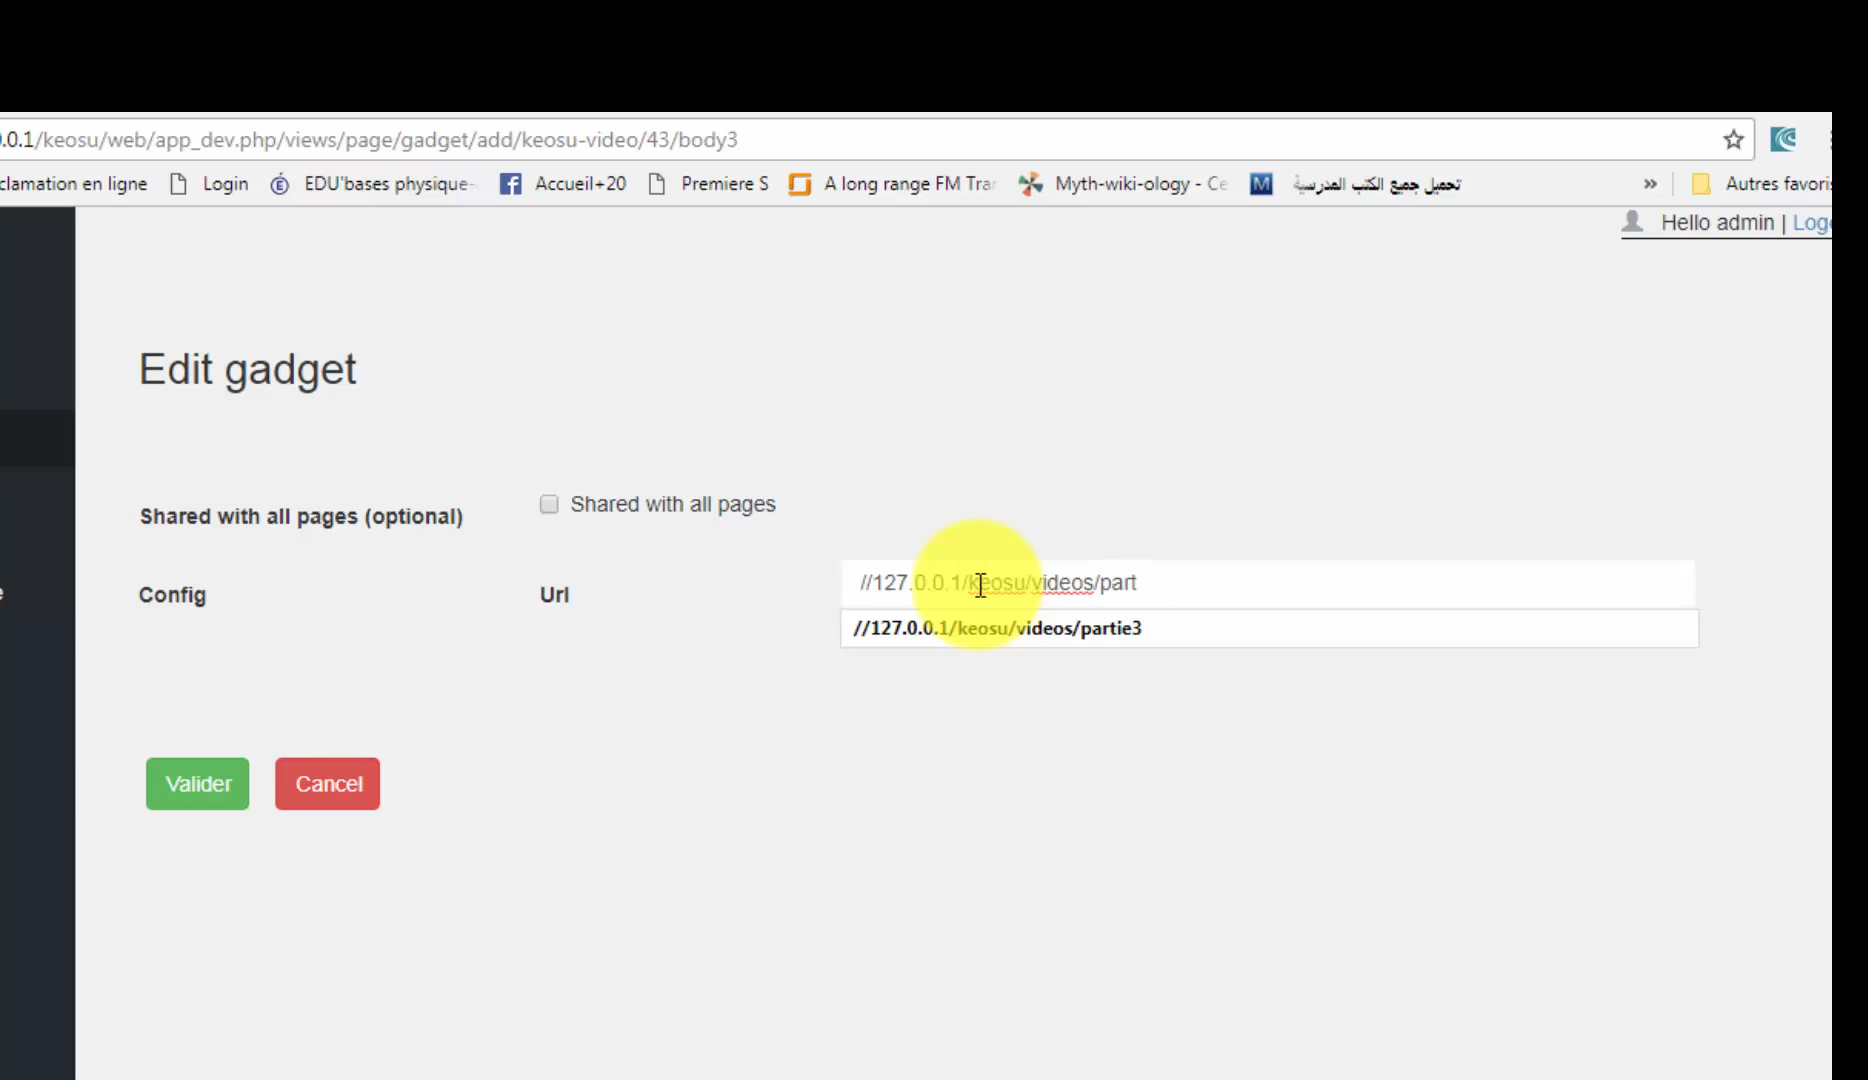 .0.1/keosu/web/app_dev.php/views/page/gadget/add/keosu-video/43/body3
clamation en ligne Login EDU'bases physique- Accueil+20 Premiere S A long range FM Tra Myth-wiki-ology - Ce تحميل جميع الكتب المدرسية » Autres favoris
Hello admin | Logo
Edit gadget
Shared with all pages (optional) Shared with all pages
Config Url //127.0.0.1/keosu/videos/part
//127.0.0.1/keosu/videos/partie3
Valider Cancel